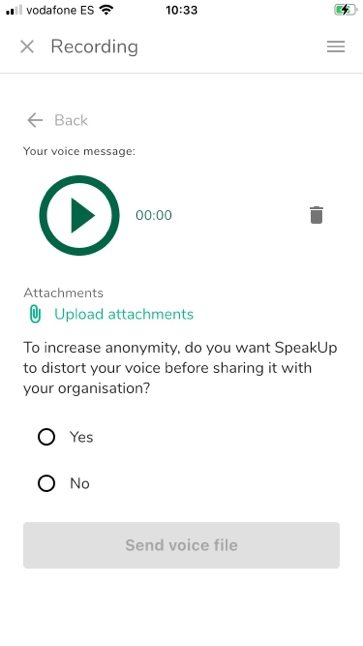 vodafone ES 10:33
Recording
Back
Your voice message:
00:00
Attachments
Upload attachments
To increase anonymity, do you want SpeakUp
to distort your voice before sharing it with
your organisation?
Yes
No
Send voice file